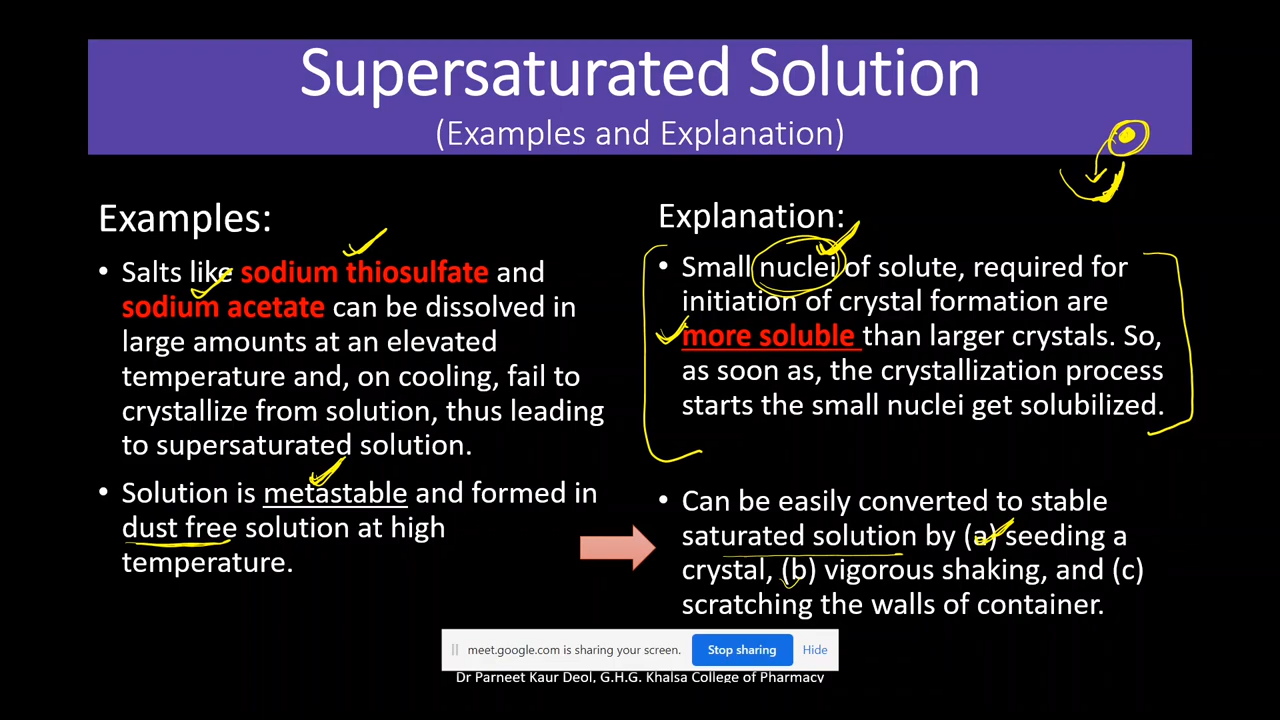 Supersaturated Solution
(Examples and Explanation)
Examples:
• Salts like sodium thiosulfate and
sodium acetate can be dissolved in
large amounts at an elevated
temperature and, on cooling, fail to
crystallize from solution, thus leading
to supersaturated solution.
• Solution is metastable and formed in
dust free solution at high
temperature.
Explanation:
• Small nuclei of solute, required for
initiation of crystal formation are
more soluble than larger crystals. So,
as soon as, the crystallization process
starts the small nuclei get solubilized.
• Can be easily converted to stable
saturated solution by (a) seeding a
crystal, (b) vigorous shaking, and (c)
scratching the walls of container.
meet.google.com is sharing your screen.
Stop sharing
Hide
Dr Parneet Kaur Deol, G.H.G. Khalsa College of Pharmacy